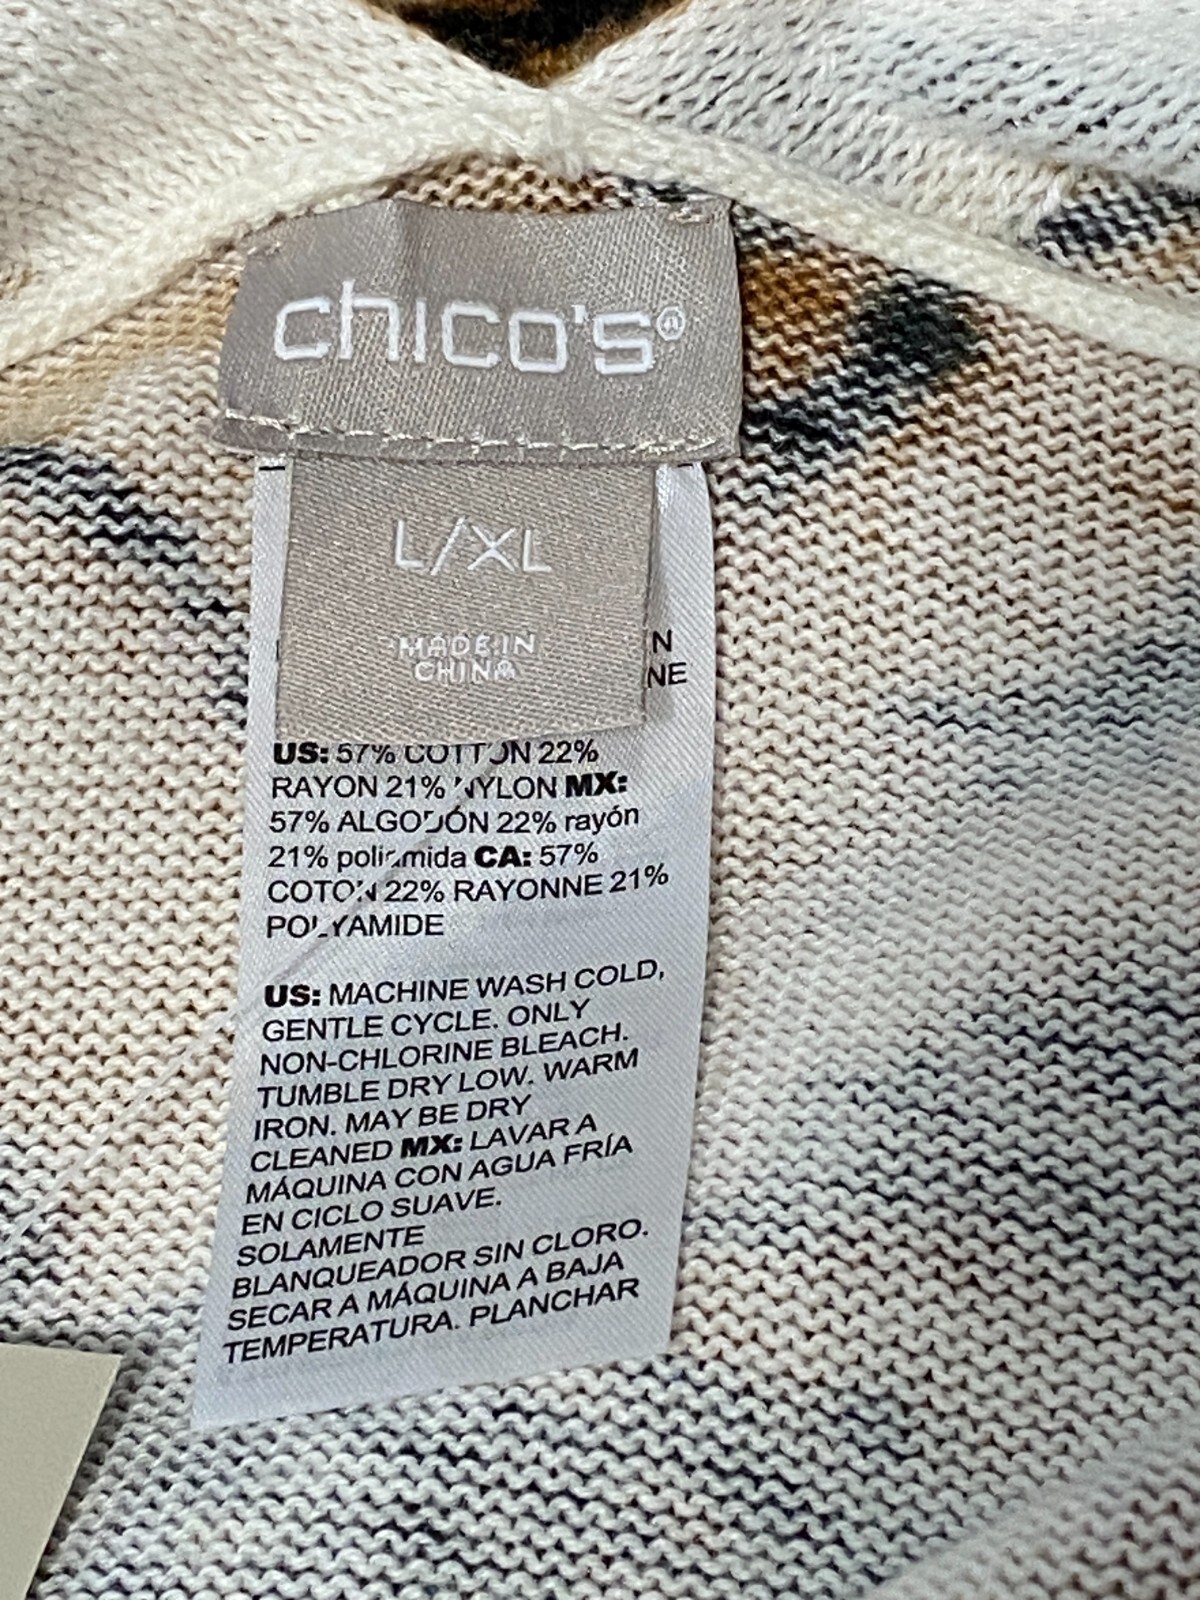 chico's®
L/XL
MADE IN
CHINA
N
NE
US: 57% COTTON 22%
RAYON 21% NYLON MX:
57% ALGODÓN 22% rayón
21% poliamida CA: 57%
COTON 22% RAYONNE 21%
POLYAMIDE
US: MACHINE WASH COLD,
GENTLE CYCLE. ONLY
NON-CHLORINE BLEACH.
TUMBLE DRY LOW. WARM
IRON. MAY BE DRY
CLEANED MX: LAVAR A
MÁQUINA CON AGUA FRÍA
EN CICLO SUAVE.
SOLAMENTE
BLANQUEADOR SIN CLORO.
SECAR A MÁQUINA A BAJA
TEMPERATURA. PLANCHAR